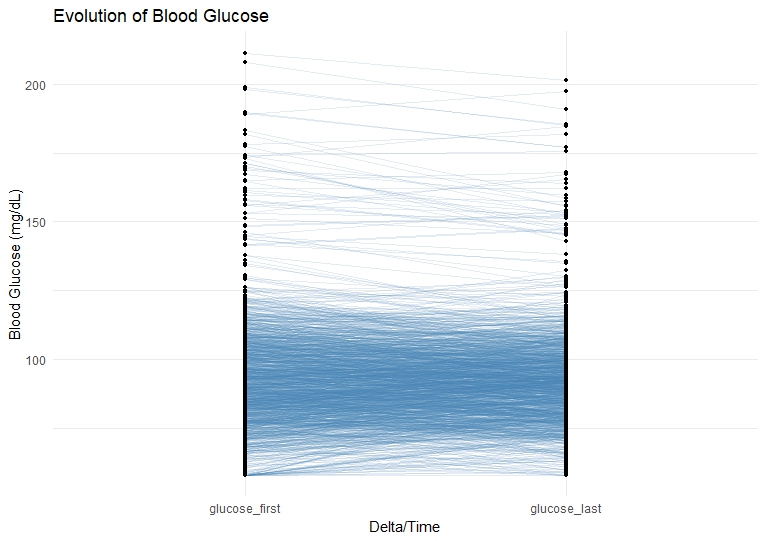 Evolution of Blood Glucose
Blood Glucose (mg/dL)
200
150
100
glucose_first
glucose_last
Delta/Time